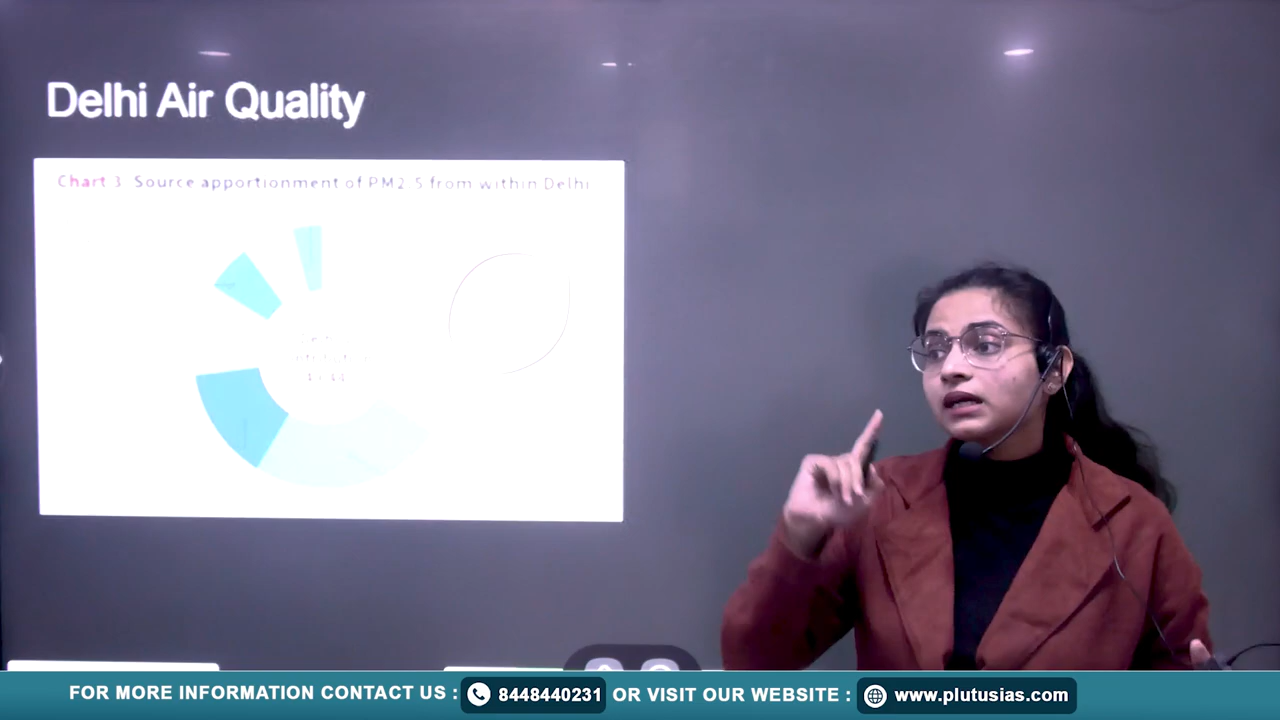 Delhi Air Quality
Chart 3 Source apportionment of PM2 5 from within Delhi
FOR MORE INFORMATION CONTACT US : 8448440231 OR VISIT OUR WEBSITE : www.plutusias.com